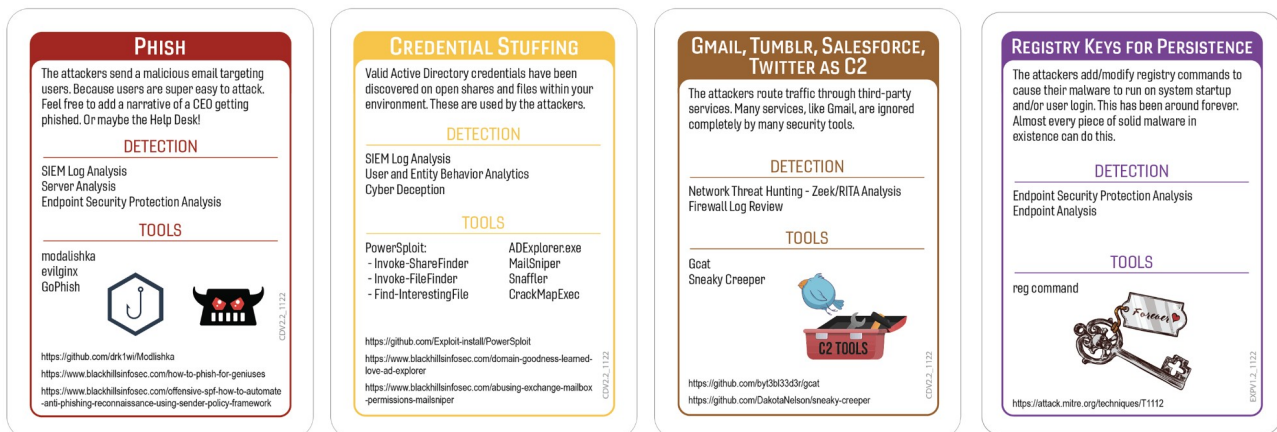 PHISH
The attackers send a malicious email targeting
users. Because users are super easy to attack.
Feel free to add a narrative of a CEO getting
phished. Or maybe the Help Desk!
DETECTION
SIEM Log Analysis
Server Analysis
Endpoint Security Protection Analysis
TOOLS
modalishka
evilginx
GoPhish
CDV2.2_1122
https://github.com/drk1wi/Modlishka
https://www.blackhillsinfosec.com/how-to-phish-for-geniuses
https://www.blackhillsinfosec.com/offensive-spf-how-to-automate
-anti-phishing-reconnaissance-using-sender-policy-framework
CREDENTIAL STUFFING
Valid Active Directory credentials have been
discovered on open shares and files within your
environment. These are used by the attackers.
DETECTION
SIEM Log Analysis
User and Entity Behavior Analytics
Cyber Deception
TOOLS
PowerSploit:
- Invoke-ShareFinder
- Invoke-FileFinder
- Find-InterestingFile
ADExplorer.exe
MailSniper
Snaffler
CrackMapExec
https://github.com/Exploit-install/PowerSploit
https://www.blackhillsinfosec.com/domain-goodness-learned-
love-ad-explorer
https://www.blackhillsinfosec.com/abusing-exchange-mailbox
-permissions-mailsniper
CDV2.2_1122
GMAIL, TUMBLR, SALESFORCE,
TWITTER AS C2
The attackers route traffic through third-party
services. Many services, like Gmail, are ignored
completely by many security tools.
DETECTION
Network Threat Hunting - Zeek/RITA Analysis
Firewall Log Review
TOOLS
Gcat
Sneaky Creeper
C2 TOOLS
https://github.com/byt3bl33d3r/gcat
https://github.com/DakotaNelson/sneaky-creeper
CDV2.2_1122
REGISTRY KEYS FOR PERSISTENCE
The attackers add/modify registry commands to
cause their malware to run on system startup
and/or user login. This has been around forever.
Almost every piece of solid malware in
existence can do this.
DETECTION
Endpoint Security Protection Analysis
Endpoint Analysis
TOOLS
reg command
Forever
https://attack.mitre.org/techniques/T1112
EXPV1.2_1122